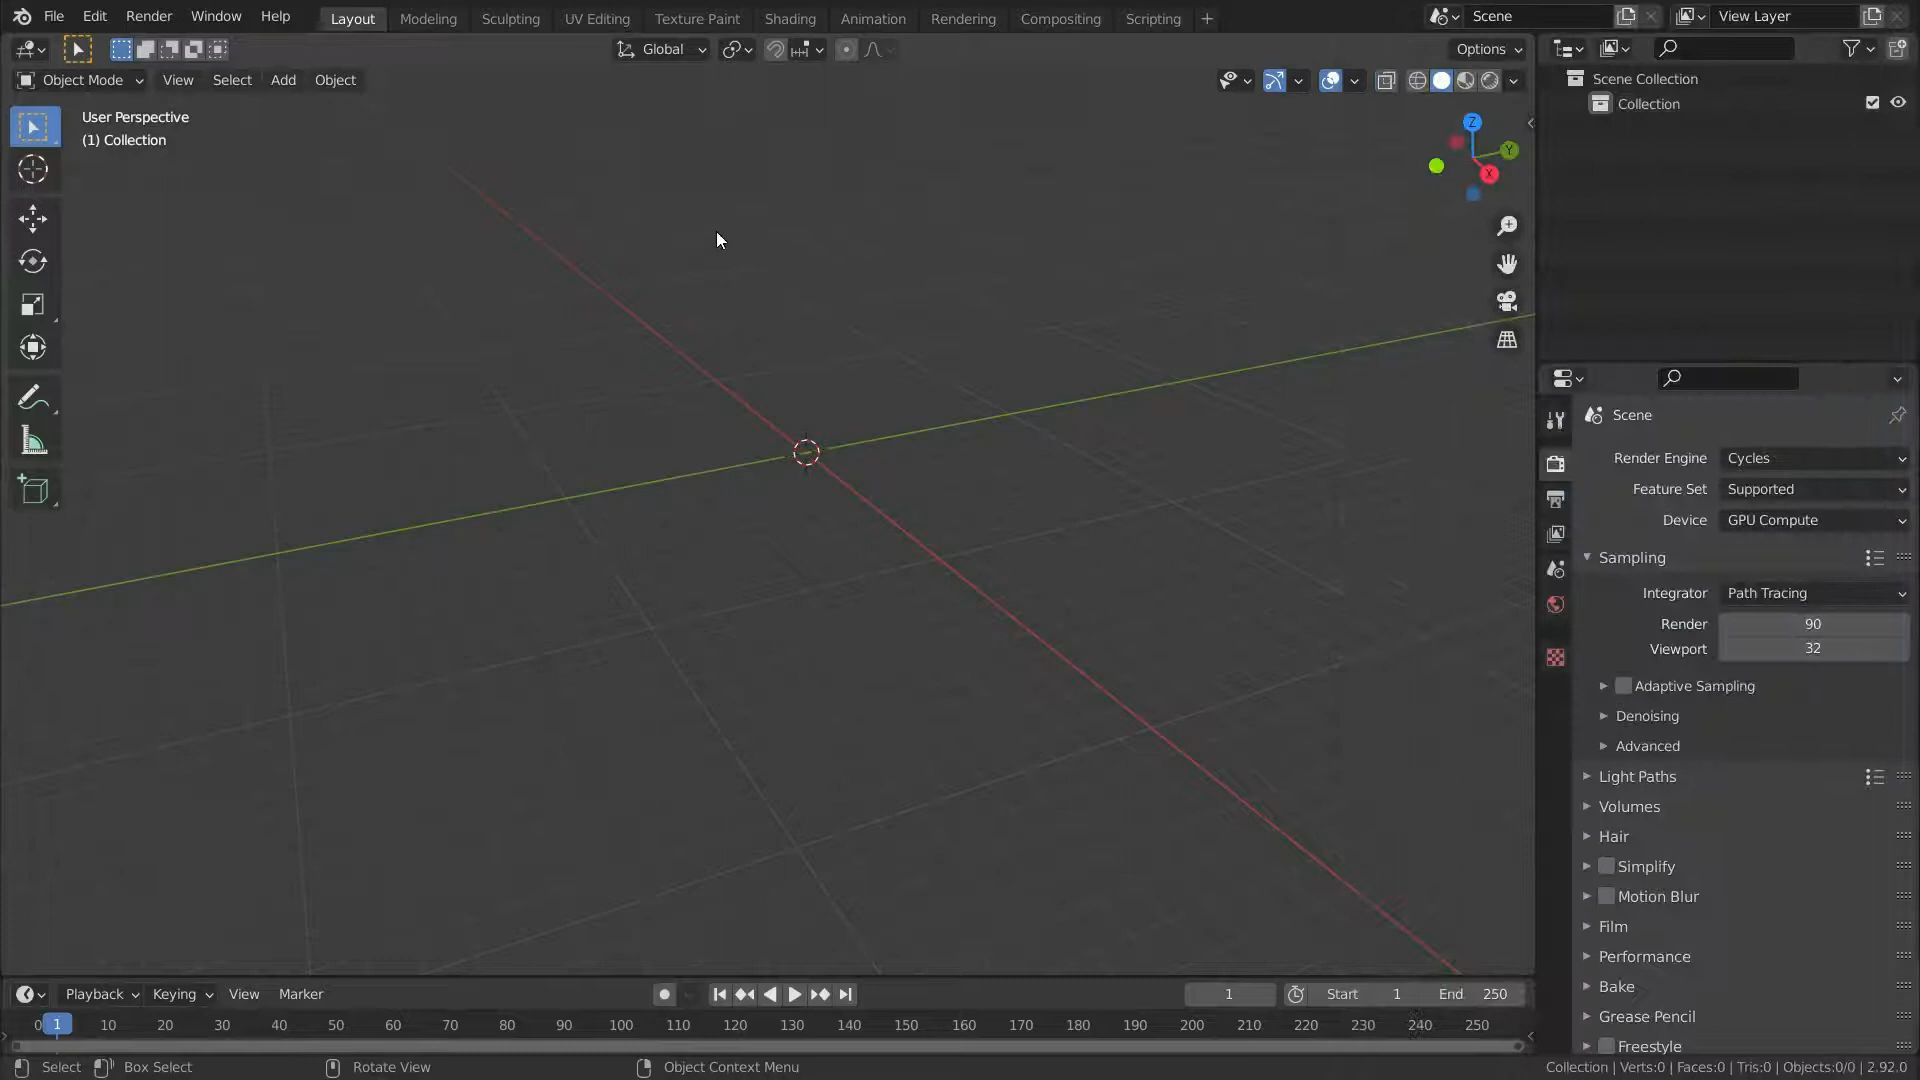 File Edit Render Window Help Layout Modeling Sculpting UV Editing Texture Paint Shading Animation Rendering Compositing Scripting + Scene View Layer
Global Options
Object Mode View Select Add Object
User Perspective
(1) Collection
Z
Y
X
Scene Collection
Collection
Scene
Render Engine Cycles
Feature Set Supported
Device GPU Compute
Sampling
Integrator Path Tracing
Render 90
Viewport 32
Adaptive Sampling
Denoising
Advanced
Light Paths
Volumes
Hair
Simplify
Motion Blur
Film
Performance
Bake
Grease Pencil
Freestyle
Playback Keying View Marker 1 Start 1 End 250
0 1 10 20 30 40 50 60 70 80 90 100 110 120 130 140 150 160 170 180 190 200 210 220 230 240 250
Select Box Select Rotate View Object Context Menu Collection | Verts:0 | Faces:0 | Tris:0 | Objects:0/0 | 2.92.0